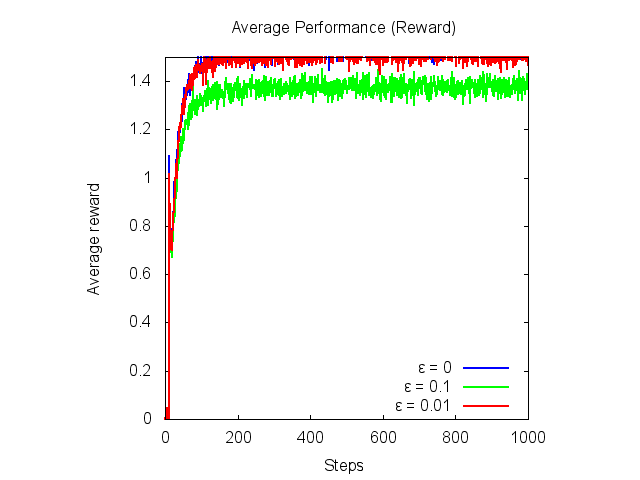 Average Performance (Reward)
Average reward
1.4
1.2
1
0.8
0.6
0.4
0.2
0
ε = 0
ε = 0.1
ε = 0.01
0 200 400 600 800 1000
Steps